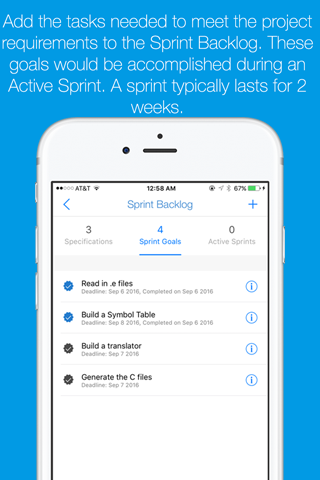 Add the tasks needed to meet the project
requirements to the Sprint Backlog. These
goals would be accomplished during an
Active Sprint. A sprint typically lasts for 2
weeks.
AT&T 12:58 AM 67%
Sprint Backlog +
3 4 0
Specifications Sprint Goals Active Sprints
Read in .e files
Deadline: Sep 6 2016, Completed on Sep 6 2016
Build a Symbol Table
Deadline: Sep 8 2016, Completed on Sep 6 2016
Build a translator
Deadline: Sep 7 2016
Generate the C files
Deadline: Sep 7 2016